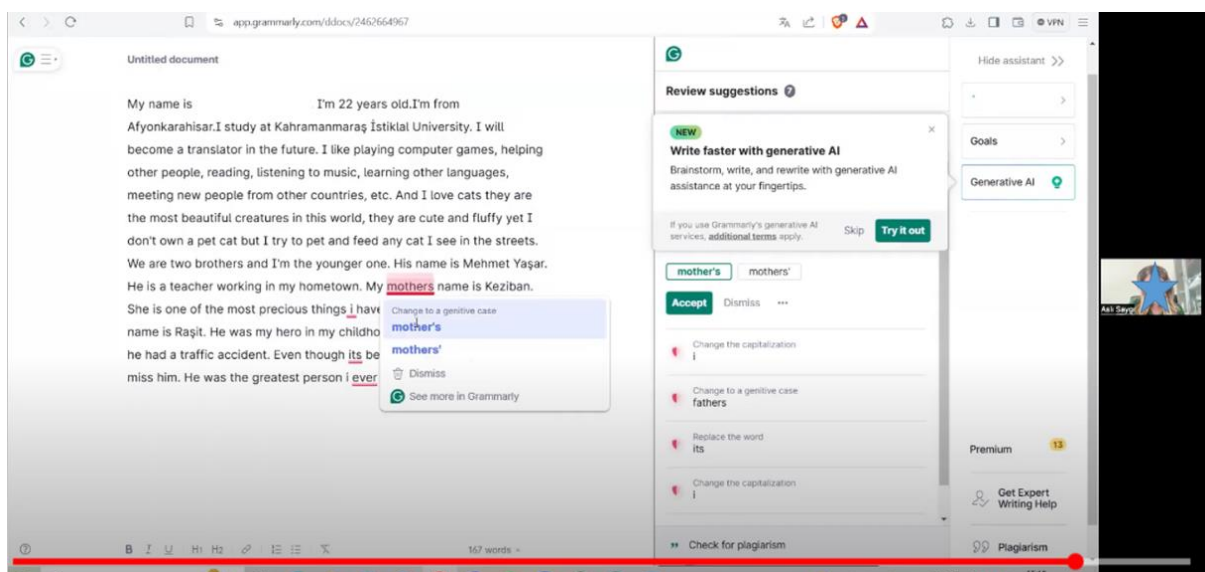 app.grammarly.com/ddocs/2462664967
VPN
Untitled document
My name is I'm 22 years old.I'm from
Afyonkarahisar.I study at Kahramanmaraş İstiklal University. I will
become a translator in the future. I like playing computer games, helping
other people, reading, listening to music, learning other languages,
meeting new people from other countries, etc. And I love cats they are
the most beautiful creatures in this world, they are cute and fluffy yet I
don't own a pet cat but I try to pet and feed any cat I see in the streets.
We are two brothers and I'm the younger one. His name is Mehmet Yaşar.
He is a teacher working in my hometown. My mothers name is Keziban.
She is one of the most precious things i have
name is Raşit. He was my hero in my childho
he had a traffic accident. Even though its be
miss him. He was the greatest person i ever
Change to a genitive case
mother's
mothers'
Dismiss
See more in Grammarly
B I U H1 H2
167 words
Review suggestions
NEW
Write faster with generative AI
Brainstorm, write, and rewrite with generative AI
assistance at your fingertips.
If you use Grammarly's generative AI
services, additional terms apply.
Skip
Try it out
mother's
mothers'
Accept
Dismiss
Change the capitalization
i
Change to a genitive case
fathers
Replace the word
its
Change the capitalization
i
Check for plagiarism
Hide assistant
Goals
Generative AI
Premium
13
Get Expert
Writing Help
Plagiarism